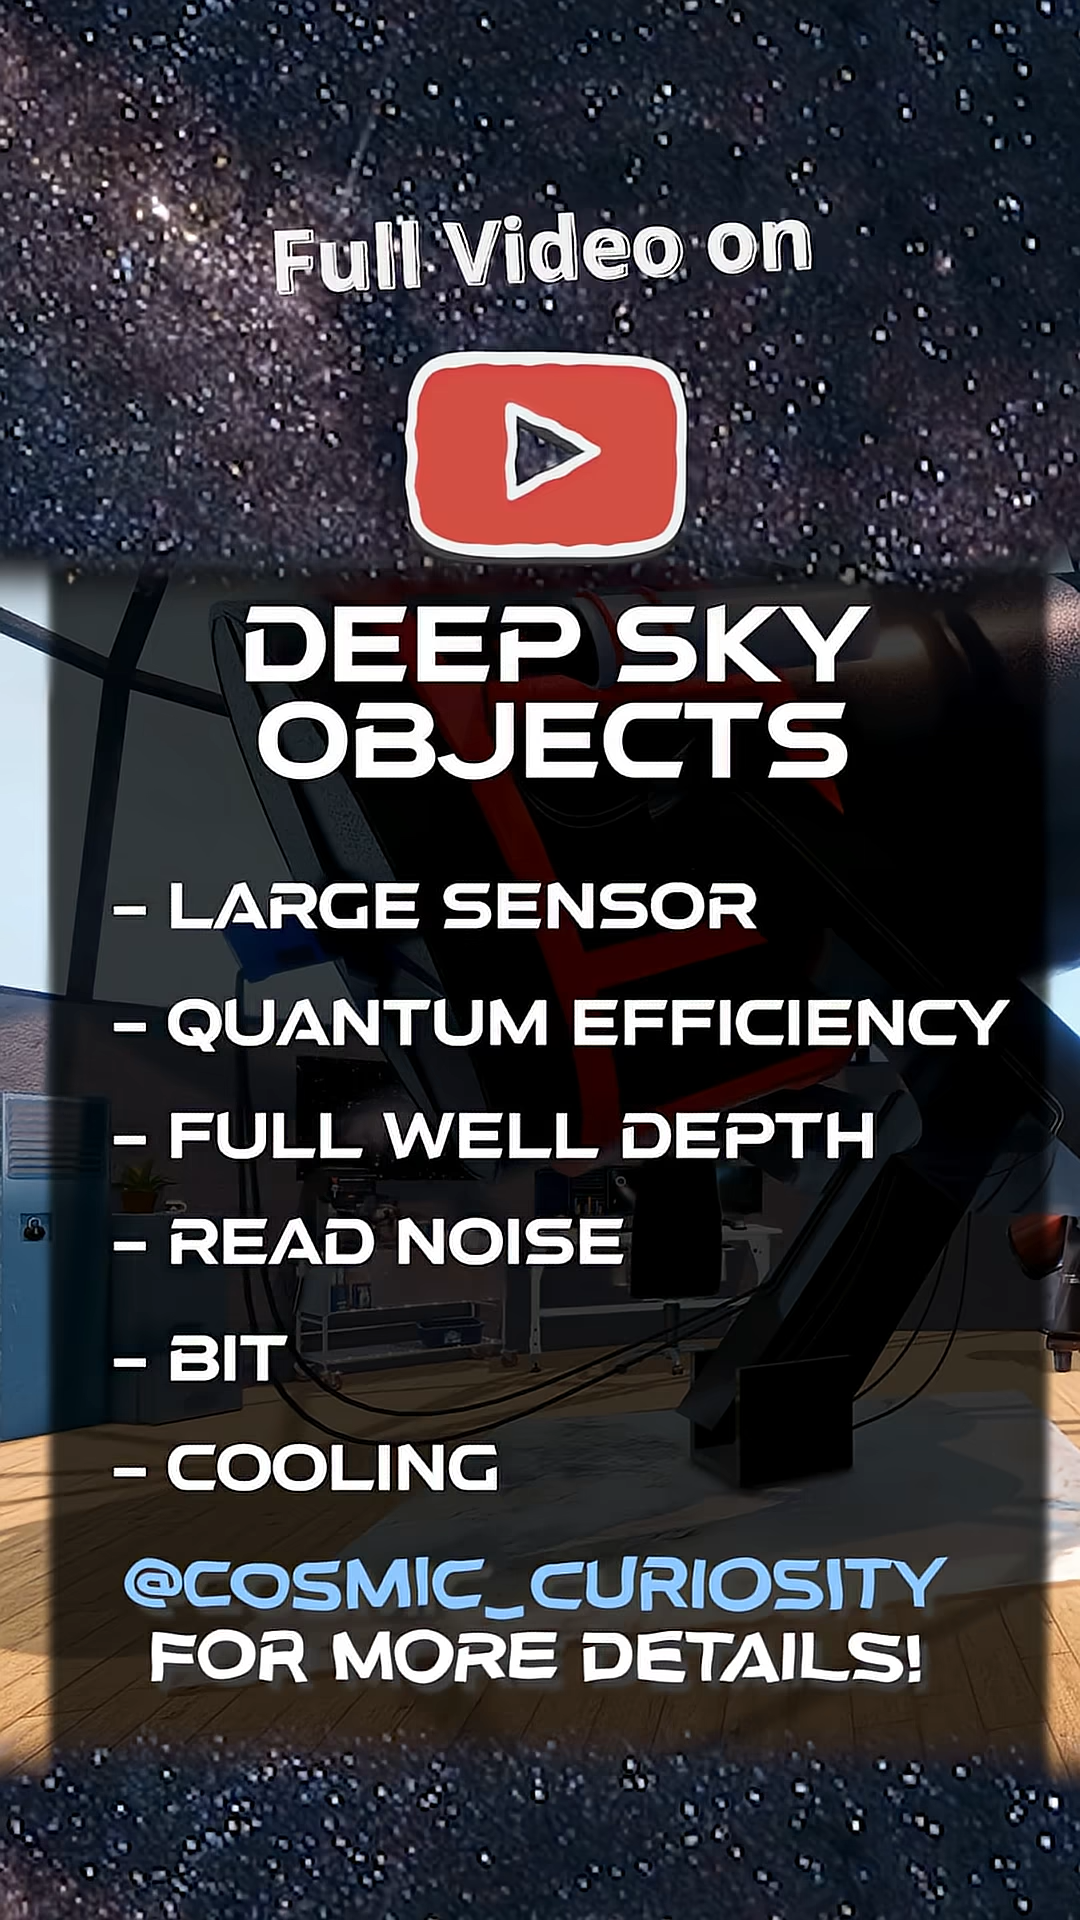 Full Video on
DEEP SKY
OBJECTS
- LARGE SENSOR
- QUANTUM EFFICIENCY
- FULL WELL DEPTH
- READ NOISE
- BIT
- COOLING
@COSMIC_CURIOSITY
FOR MORE DETAILS!